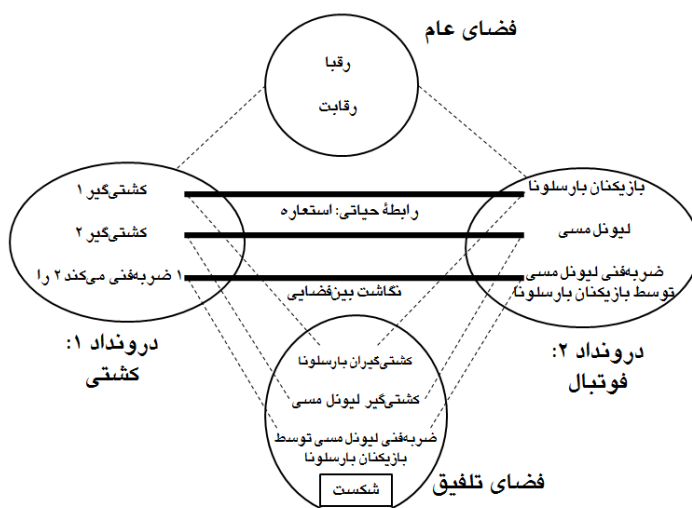 فضای عام
رقبا
رقابت
بازیکنان بارسلونا
لیونل مسی
ضربه‌فنی لیونل مسی
توسط بازیکنان بارسلونا
درونداد ۲:
فوتبال
رابطۀ حیاتی: استعاره
نگاشت بین‌فضایی
کشتی‌گیر ۱
کشتی‌گیر ۲
۱ ضربه‌فنی می‌کند ۲ را
درونداد ۱:
کشتی
کشتی‌گیران بارسلونا
کشتی‌گیر لیونل مسی
ضربه‌فنی لیونل مسی توسط
بازیکنان بارسلونا
شکست
فضای تلفیق